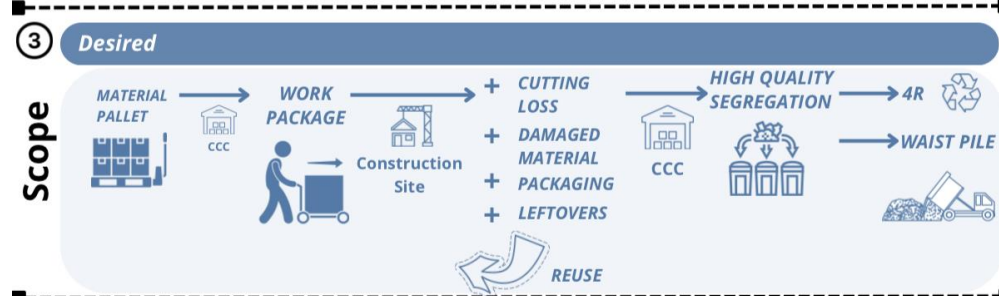 3
Desired
Scope
MATERIAL
PALLET
CCC
WORK
PACKAGE
Construction
Site
+ CUTTING
LOSS
+ DAMAGED
MATERIAL
+ PACKAGING
+ LEFTOVERS
REUSE
CCC
HIGH QUALITY
SEGREGATION
4R
WAIST PILE